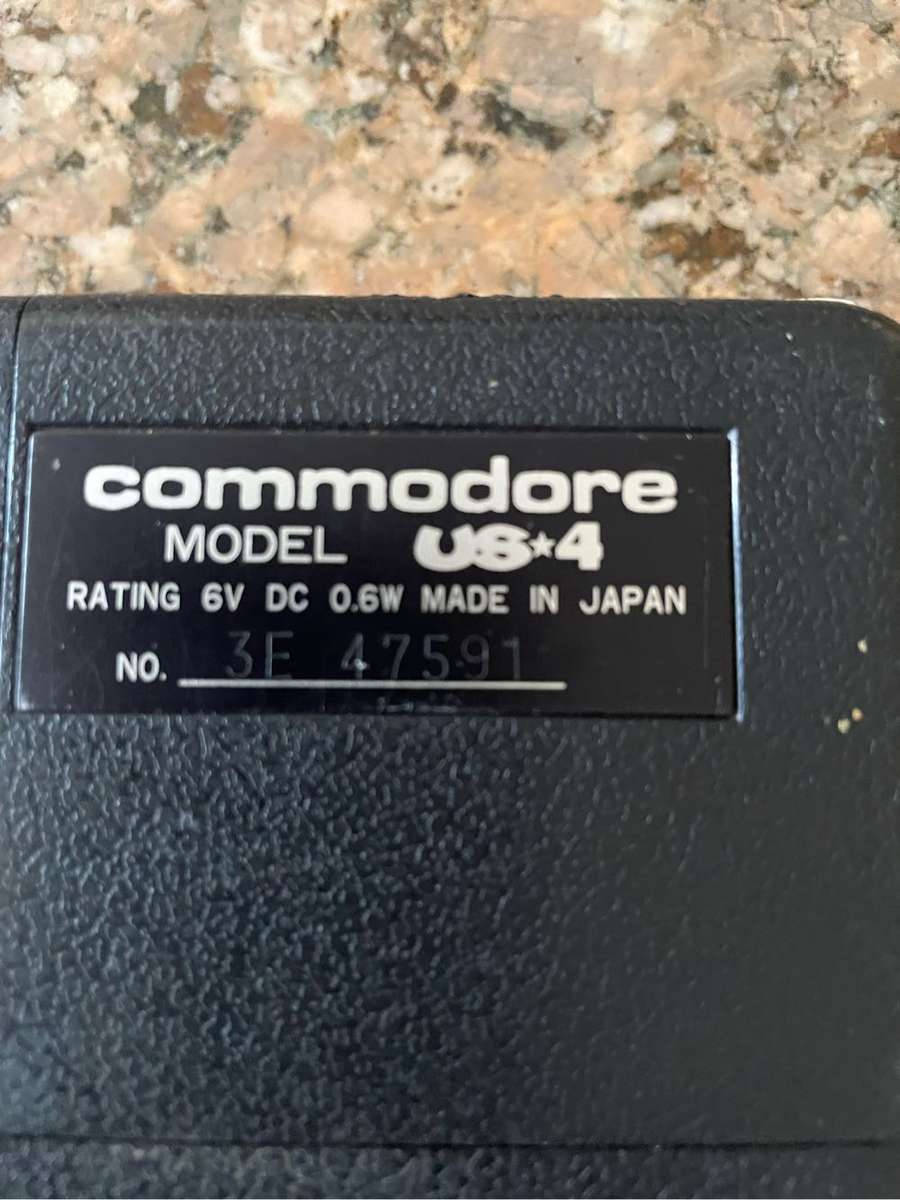 commodore
MODEL US★4
RATING 6V DC 0.6W MADE IN JAPAN
NO. 3E 47591